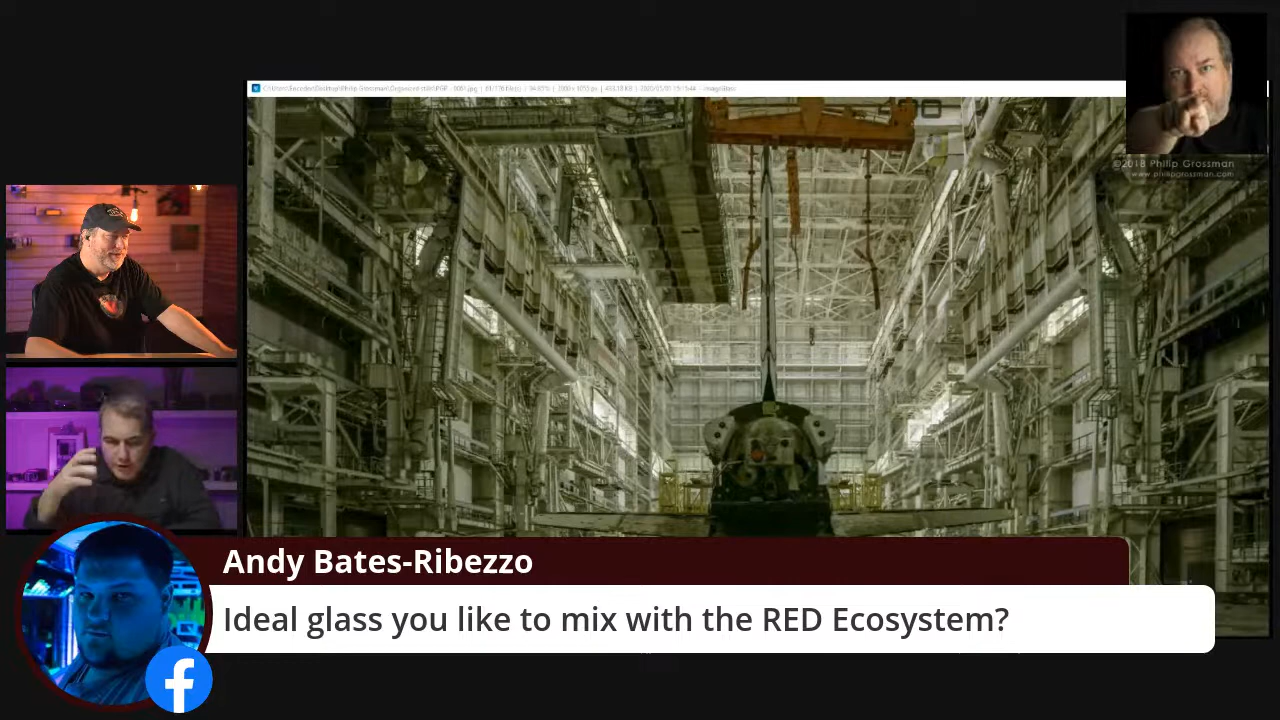 ©2018 Philip Grossman
www.philipgrossman.com
Andy Bates-Ribezzo
Ideal glass you like to mix with the RED Ecosystem?